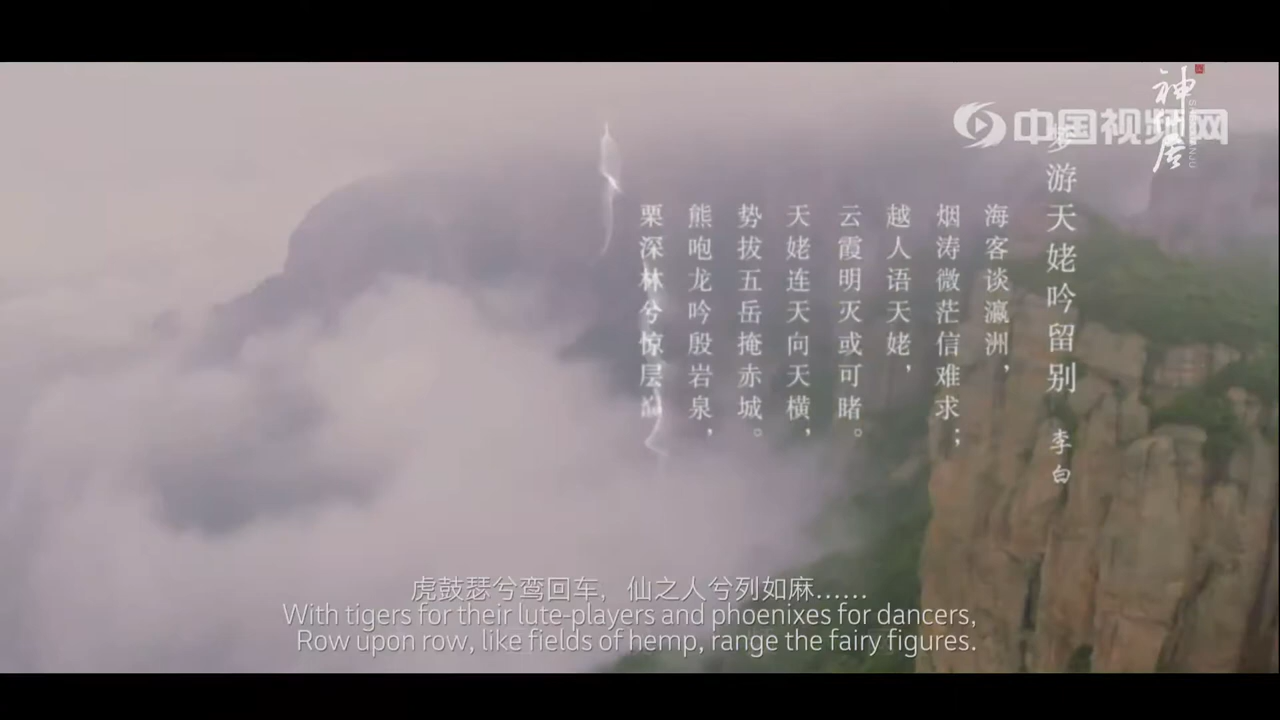 神仙居
SHENXIANJU
中国视频网
梦游天姥吟留别
李白
海客谈瀛洲，
烟涛微茫信难求；
越人语天姥，
云霞明灭或可睹。
天姥连天向天横，
势拔五岳掩赤城。
熊咆龙吟殷岩泉，
栗深林兮惊层巅
虎鼓瑟兮鸾回车，仙之人兮列如麻……
With tigers for their lute-players and phoenixes for dancers,
Row upon row, like fields of hemp, range the fairy figures.